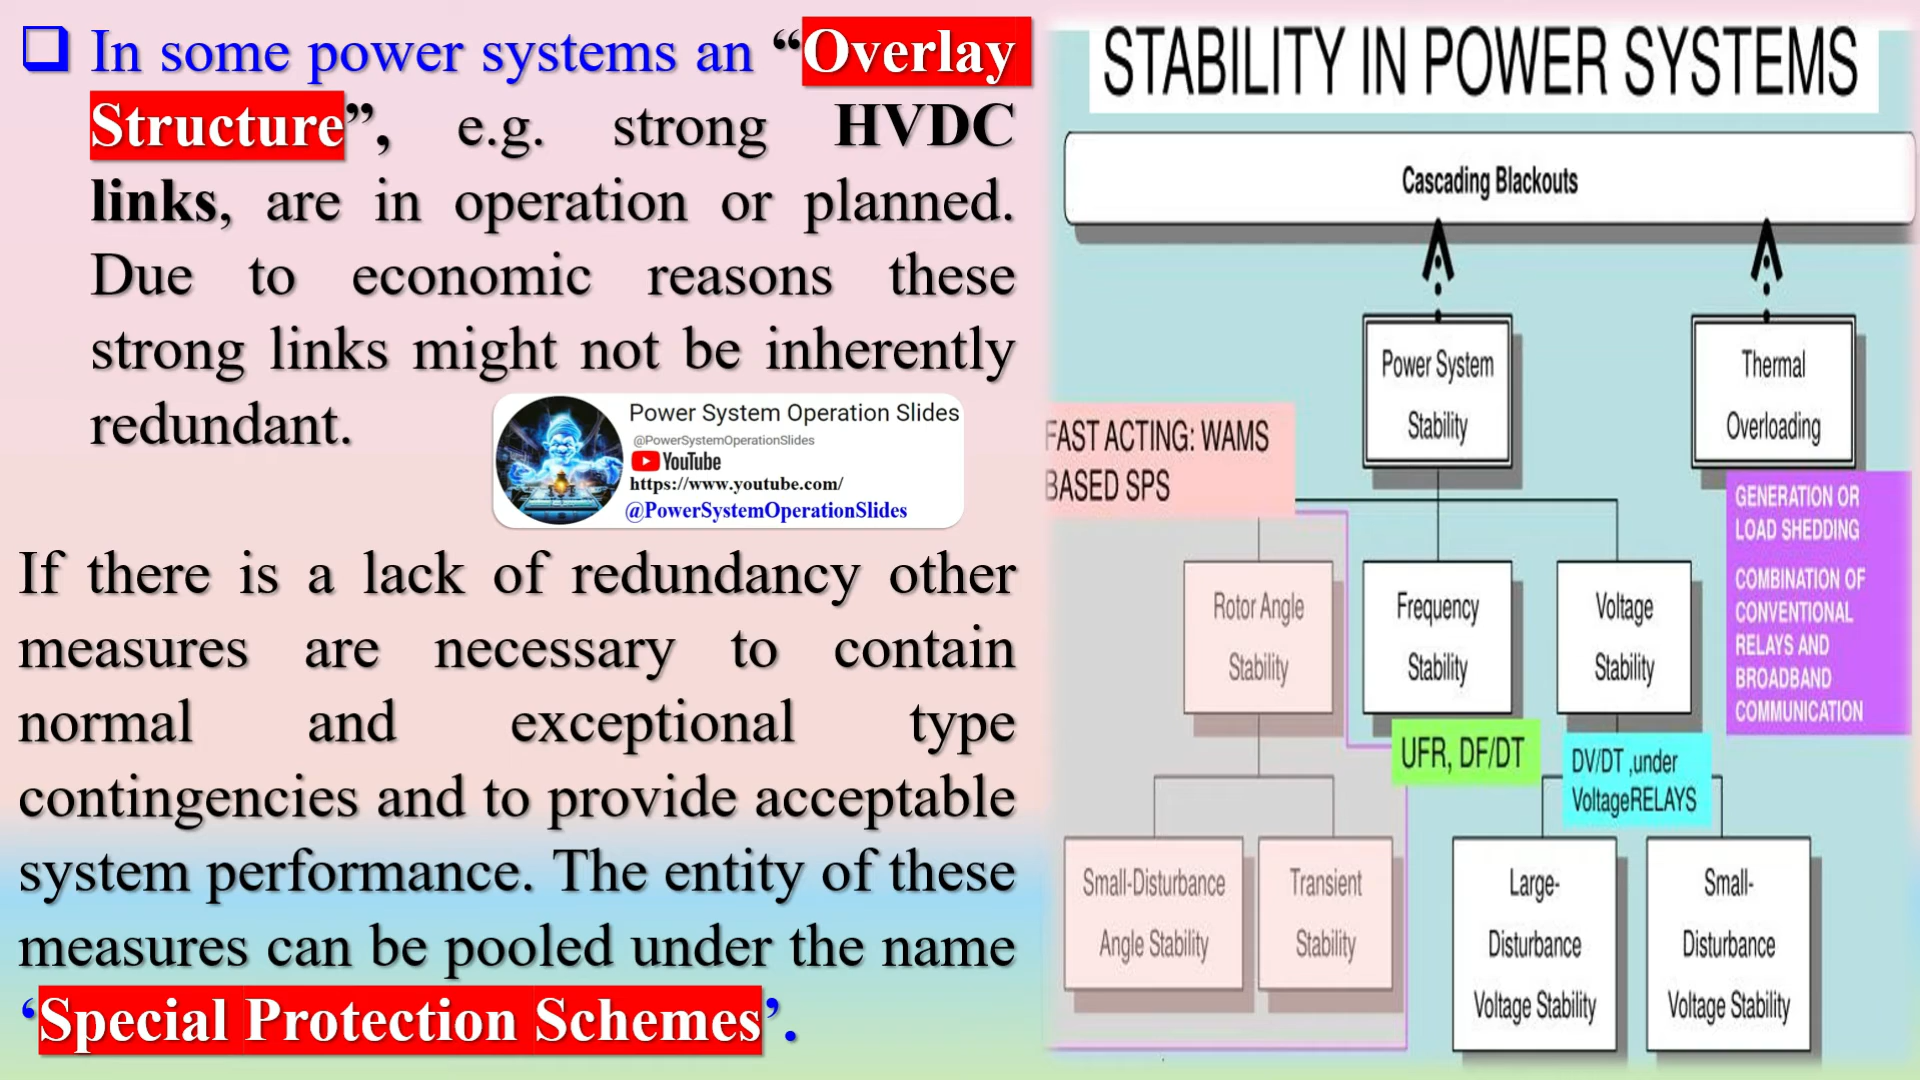 ❑ In some power systems an “Overlay
Structure”, e.g. strong HVDC
links, are in operation or planned.
Due to economic reasons these
strong links might not be inherently
redundant.
Power System Operation Slides
@PowerSystemOperationSlides
YouTube
https://www.youtube.com/
@PowerSystemOperationSlides
If there is a lack of redundancy other
measures are necessary to contain
normal and exceptional type
contingencies and to provide acceptable
system performance. The entity of these
measures can be pooled under the name
‘Special Protection Schemes’.
STABILITY IN POWER SYSTEMS
Cascading Blackouts
Power System
Stability
Thermal
Overloading
FAST ACTING: WAMS
BASED SPS
GENERATION OR
LOAD SHEDDING
COMBINATION OF
CONVENTIONAL
RELAYS AND
BROADBAND
COMMUNICATION
Rotor Angle
Stability
Frequency
Stability
Voltage
Stability
UFR, DF/DT
DV/DT ,under
VoltageRELAYS
Small-Disturbance
Angle Stability
Transient
Stability
Large-
Disturbance
Voltage Stability
Small-
Disturbance
Voltage Stability